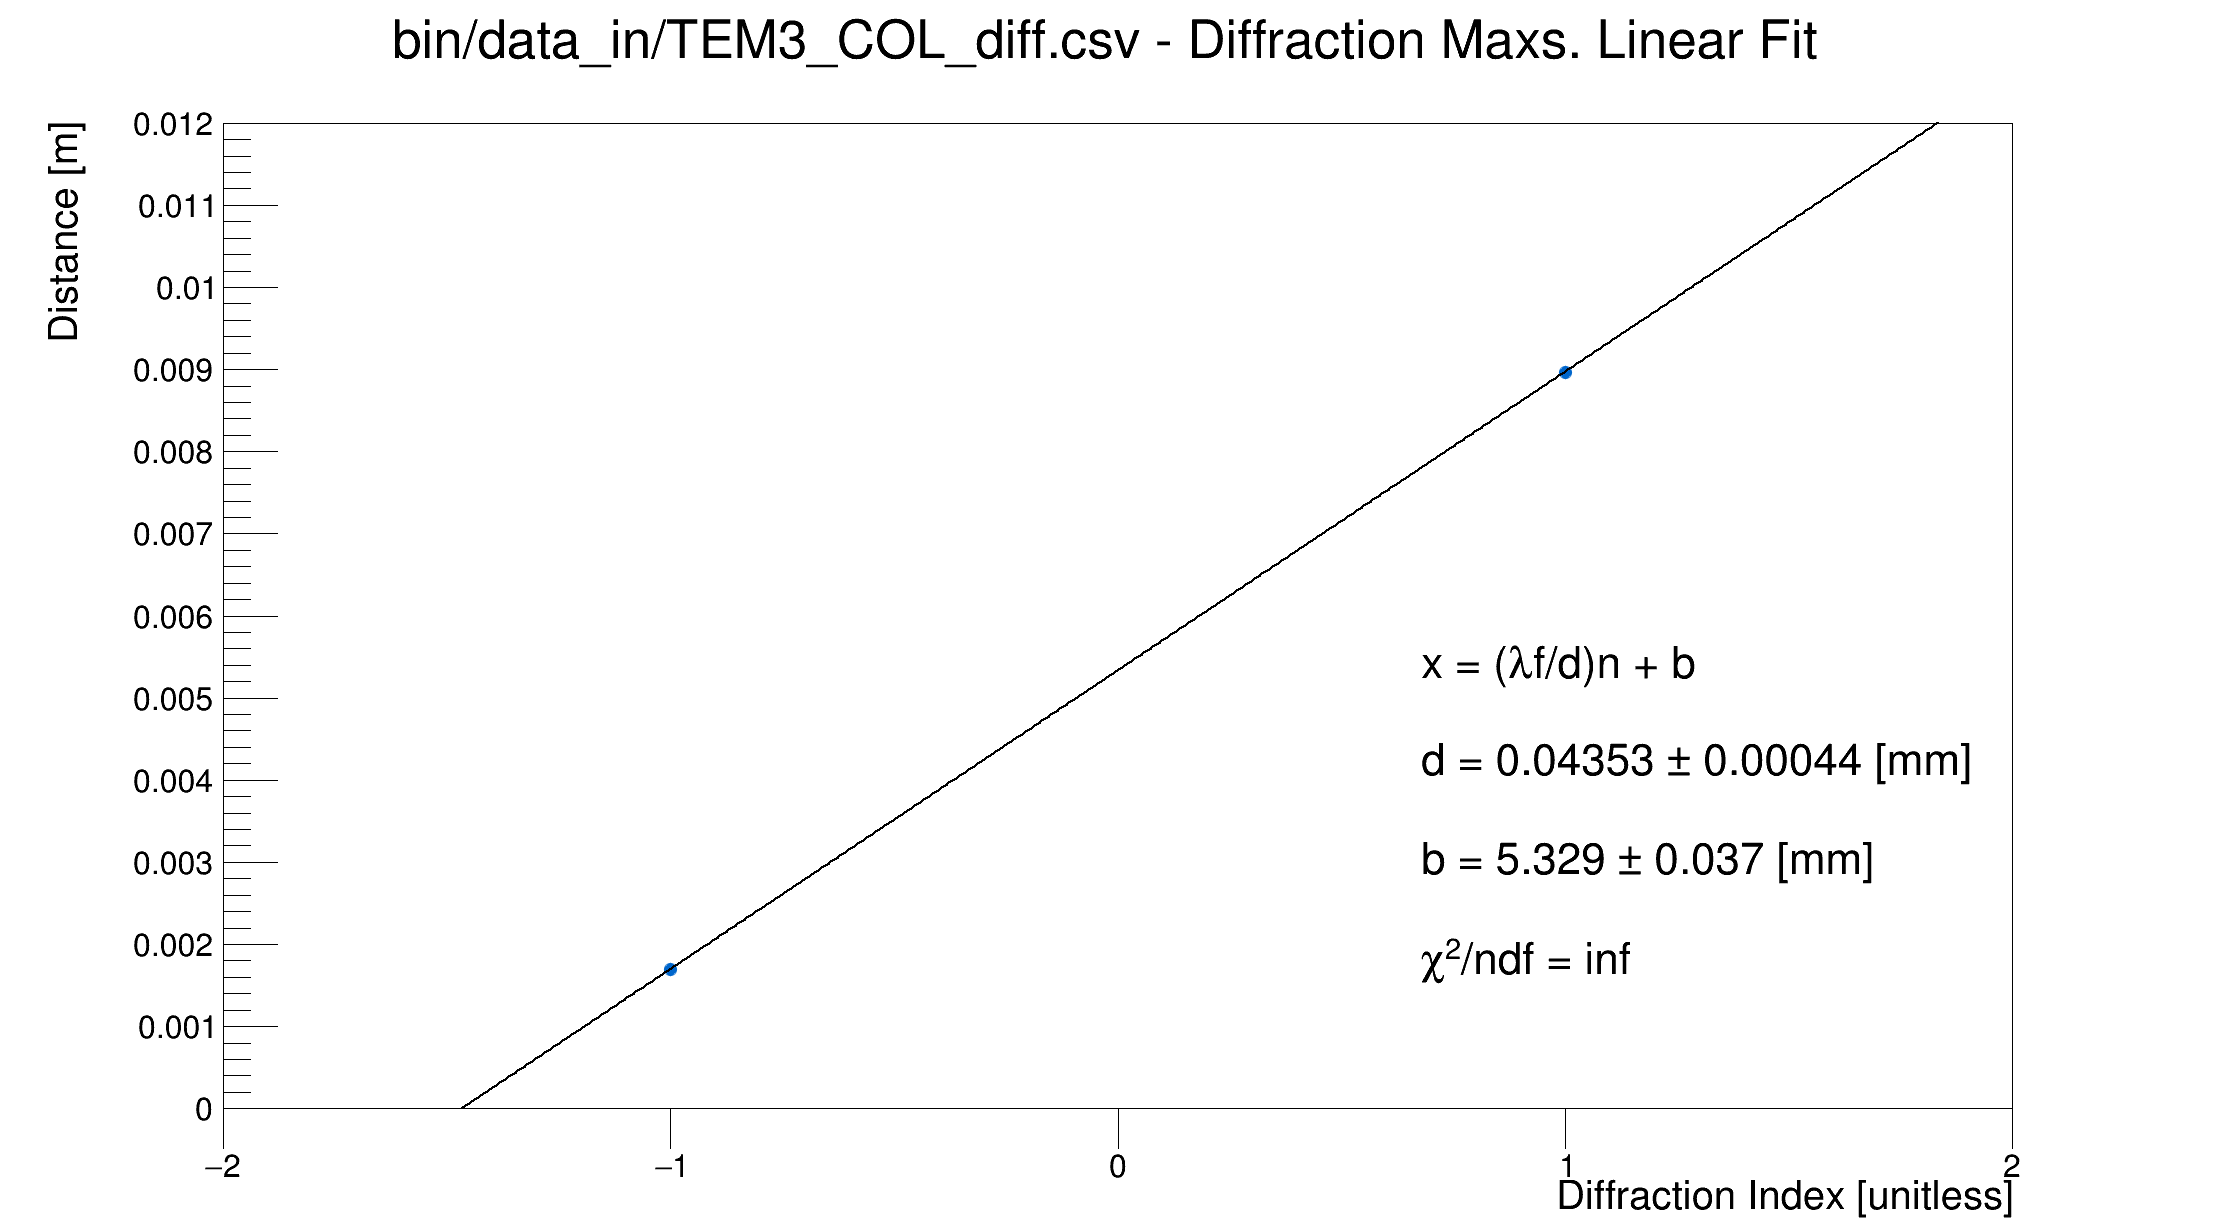 bin/data_in/TEM3_COL_diff.csv - Diffraction Maxs. Linear Fit
Distance [m]
0.012
0.011
0.01
0.009
0.008
0.007
0.006
0.005
0.004
0.003
0.002
0.001
0
x = (λf/d)n + b
d = 0.04353 ± 0.00044 [mm]
b = 5.329 ± 0.037 [mm]
χ²/ndf = inf
−2 −1 0 1 2
Diffraction Index [unitless]